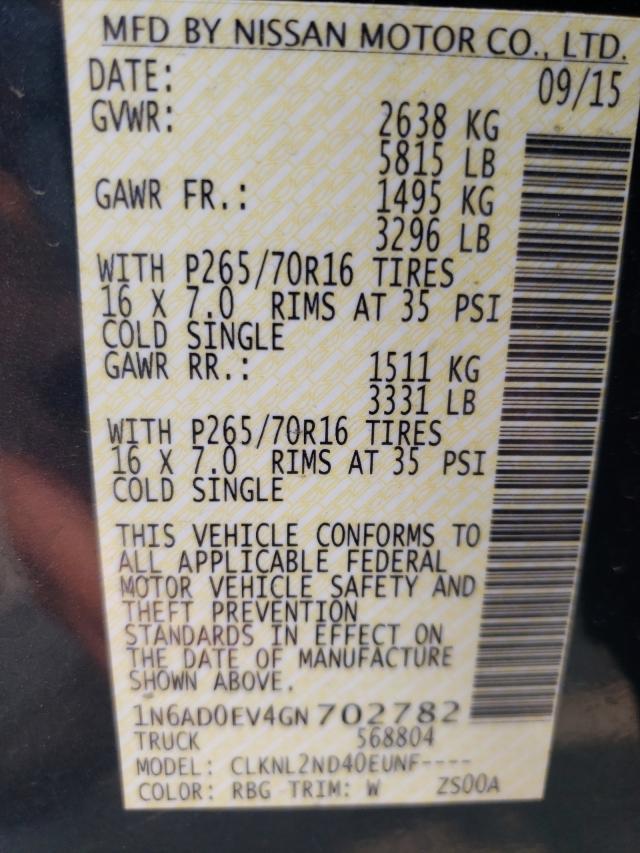 MFD BY NISSAN MOTOR CO., LTD.
DATE: 09/15
GVWR: 2638 KG
5815 LB
GAWR FR.: 1495 KG
3296 LB
WITH P265/70R16 TIRES
16 X 7.0 RIMS AT 35 PSI
COLD SINGLE
GAWR RR.: 1511 KG
3331 LB
WITH P265/70R16 TIRES
16 X 7.0 RIMS AT 35 PSI
COLD SINGLE
THIS VEHICLE CONFORMS TO
ALL APPLICABLE FEDERAL
MOTOR VEHICLE SAFETY AND
THEFT PREVENTION
STANDARDS IN EFFECT ON
THE DATE OF MANUFACTURE
SHOWN ABOVE.
1N6AD0EV4GN702782
TRUCK 568804
MODEL: CLKNL2ND40EUNF----
COLOR: RBG TRIM: W ZS00A